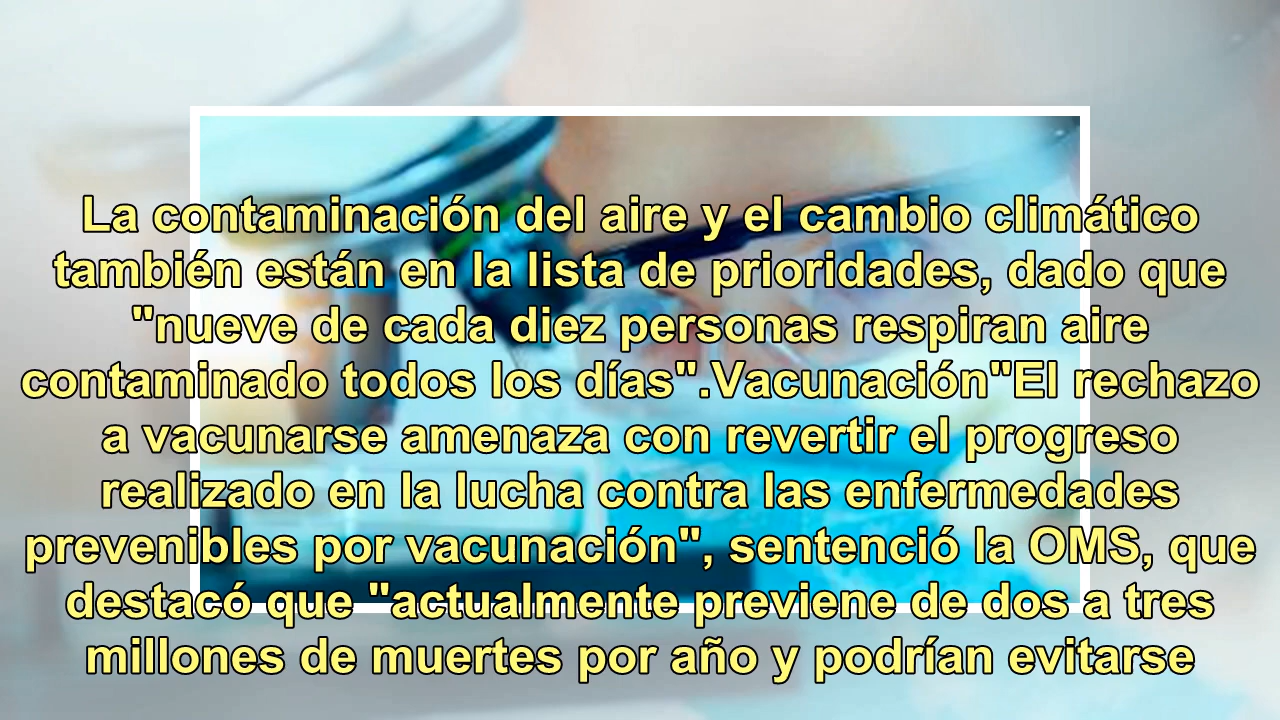 La contaminación del aire y el cambio climático
también están en la lista de prioridades, dado que
"nueve de cada diez personas respiran aire
contaminado todos los días".Vacunación"El rechazo
a vacunarse amenaza con revertir el progreso
realizado en la lucha contra las enfermedades
prevenibles por vacunación", sentenció la OMS, que
destacó que "actualmente previene de dos a tres
millones de muertes por año y podrían evitarse